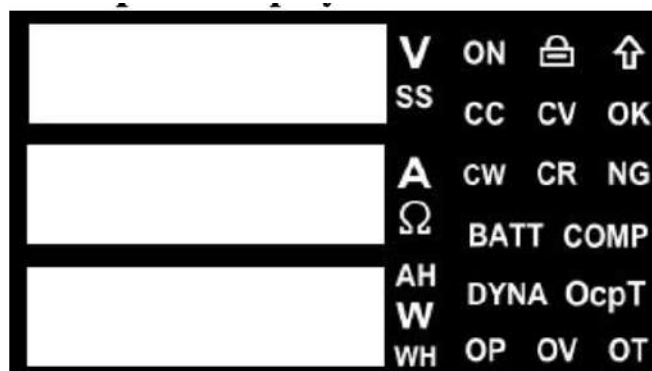 V ON
SS CC CV OK
A CW CR NG
Ω BATT COMP
AH DYNA OcpT
W
WH OP OV OT